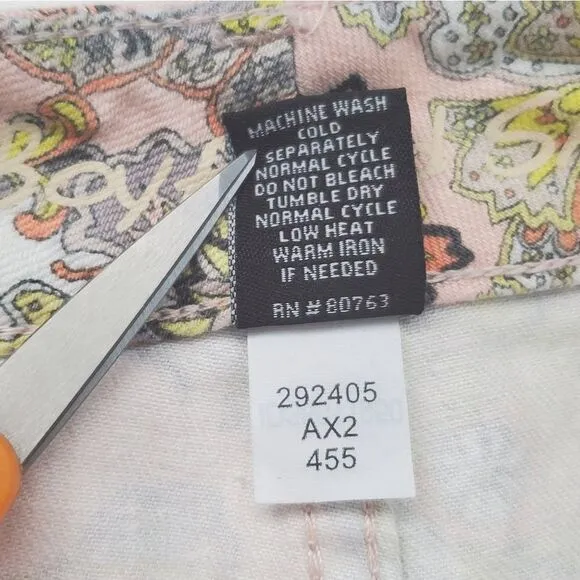 MACHINE WASH
COLD
SEPARATELY
NORMAL CYCLE
DO NOT BLEACH
TUMBLE DRY
NORMAL CYCLE
LOW HEAT
WARM IRON
IF NEEDED
RN # 80763
292405
AX2
455